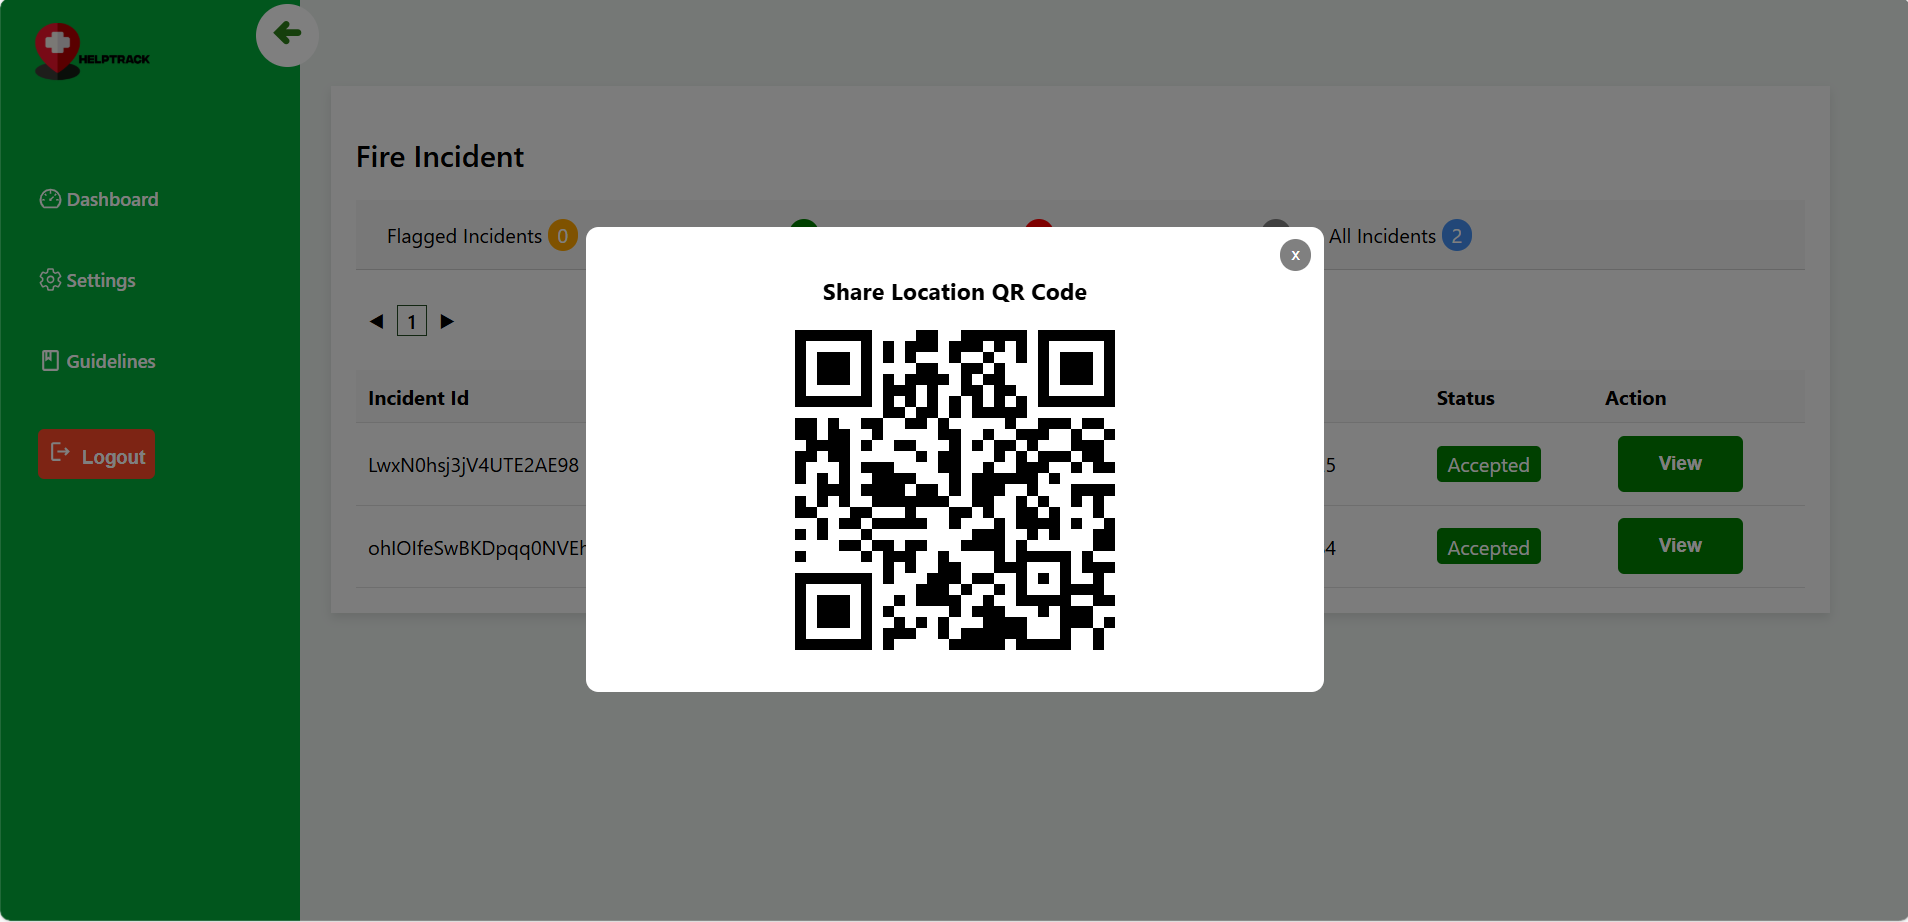 HELPTRACK
Dashboard
Settings
Guidelines
Logout
Fire Incident
Flagged Incidents 0
All Incidents 2
◀ 1 ▶
x
Share Location QR Code
Incident Id
Status
Action
LwxN0hsj3jV4UTE2AE98
5
Accepted
View
ohIOIfeSwBKDpqq0NVEh
4
Accepted
View